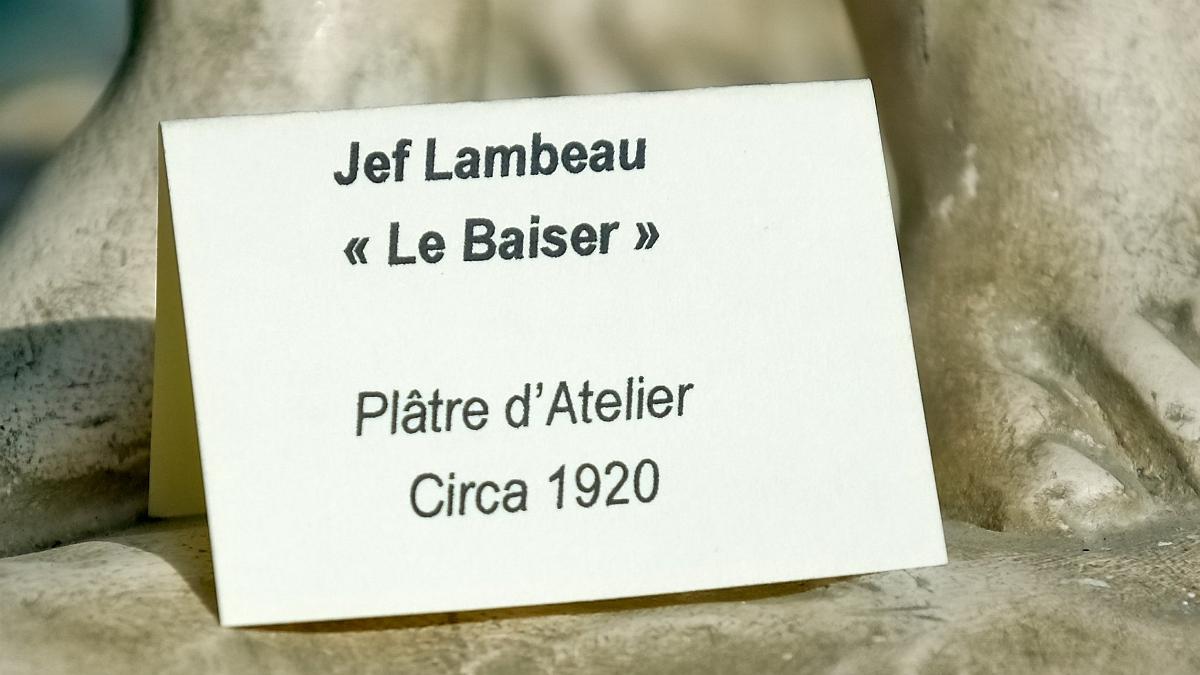 Jef Lambeau
« Le Baiser »
Plâtre d’Atelier
Circa 1920